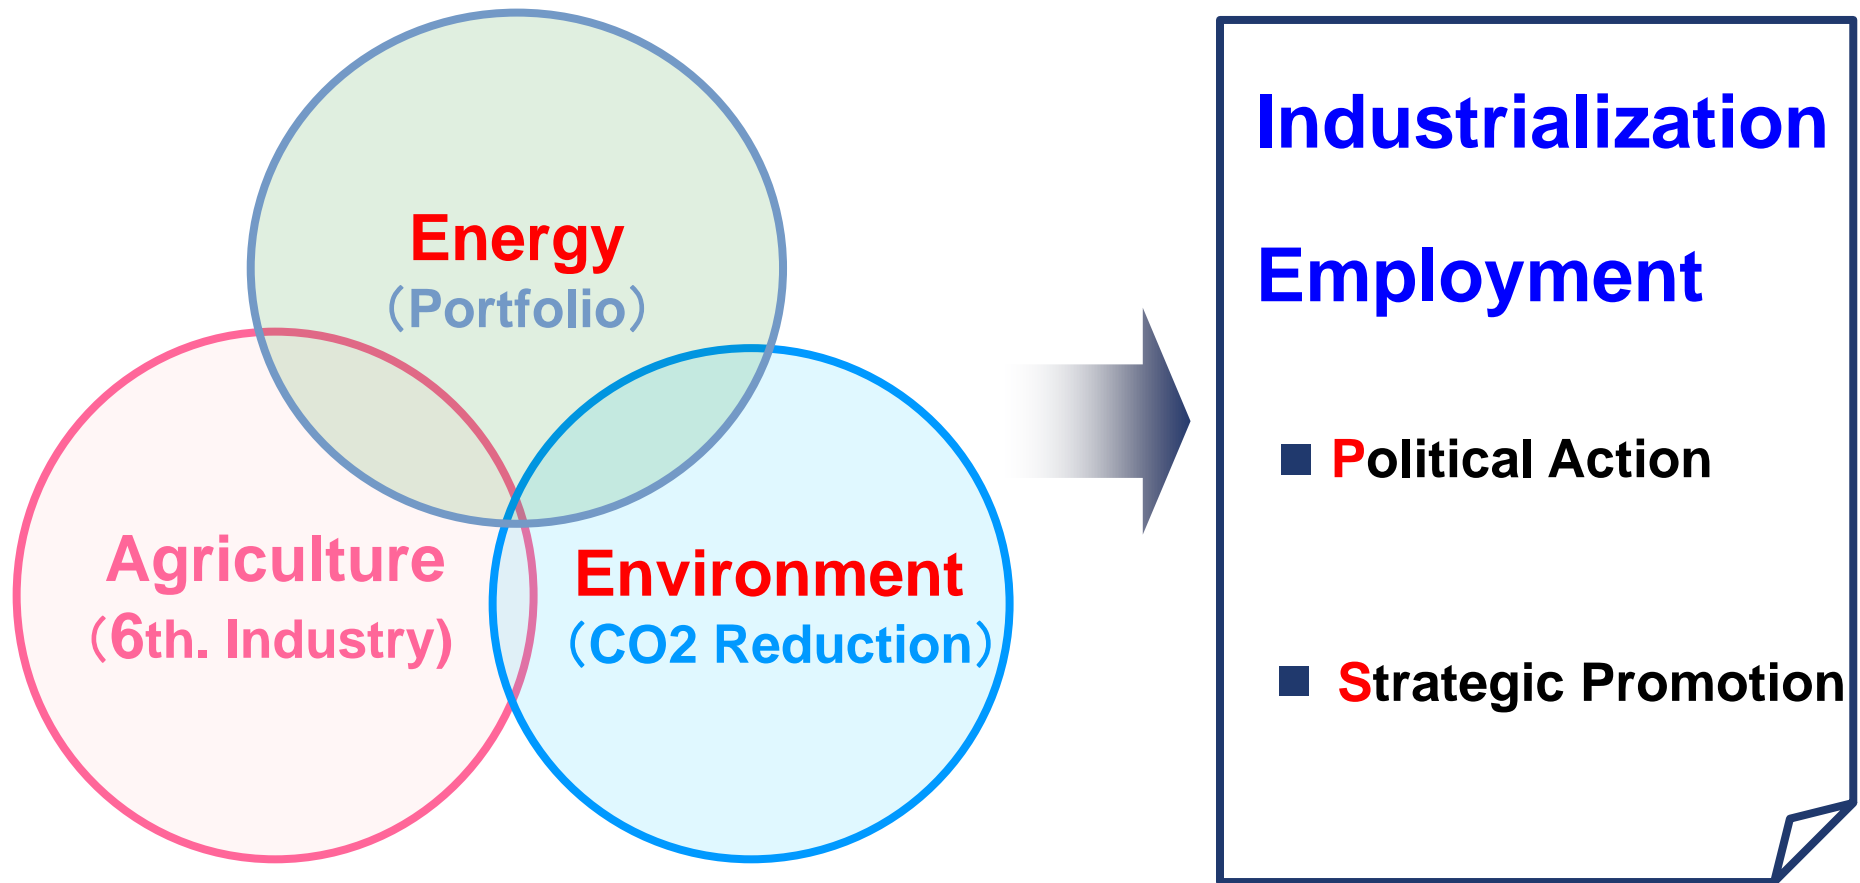 Energy
（Portfolio）
Agriculture
（6th. Industry)
Environment
（CO2 Reduction）
Industrialization
Employment
■ Political Action
■ Strategic Promotion